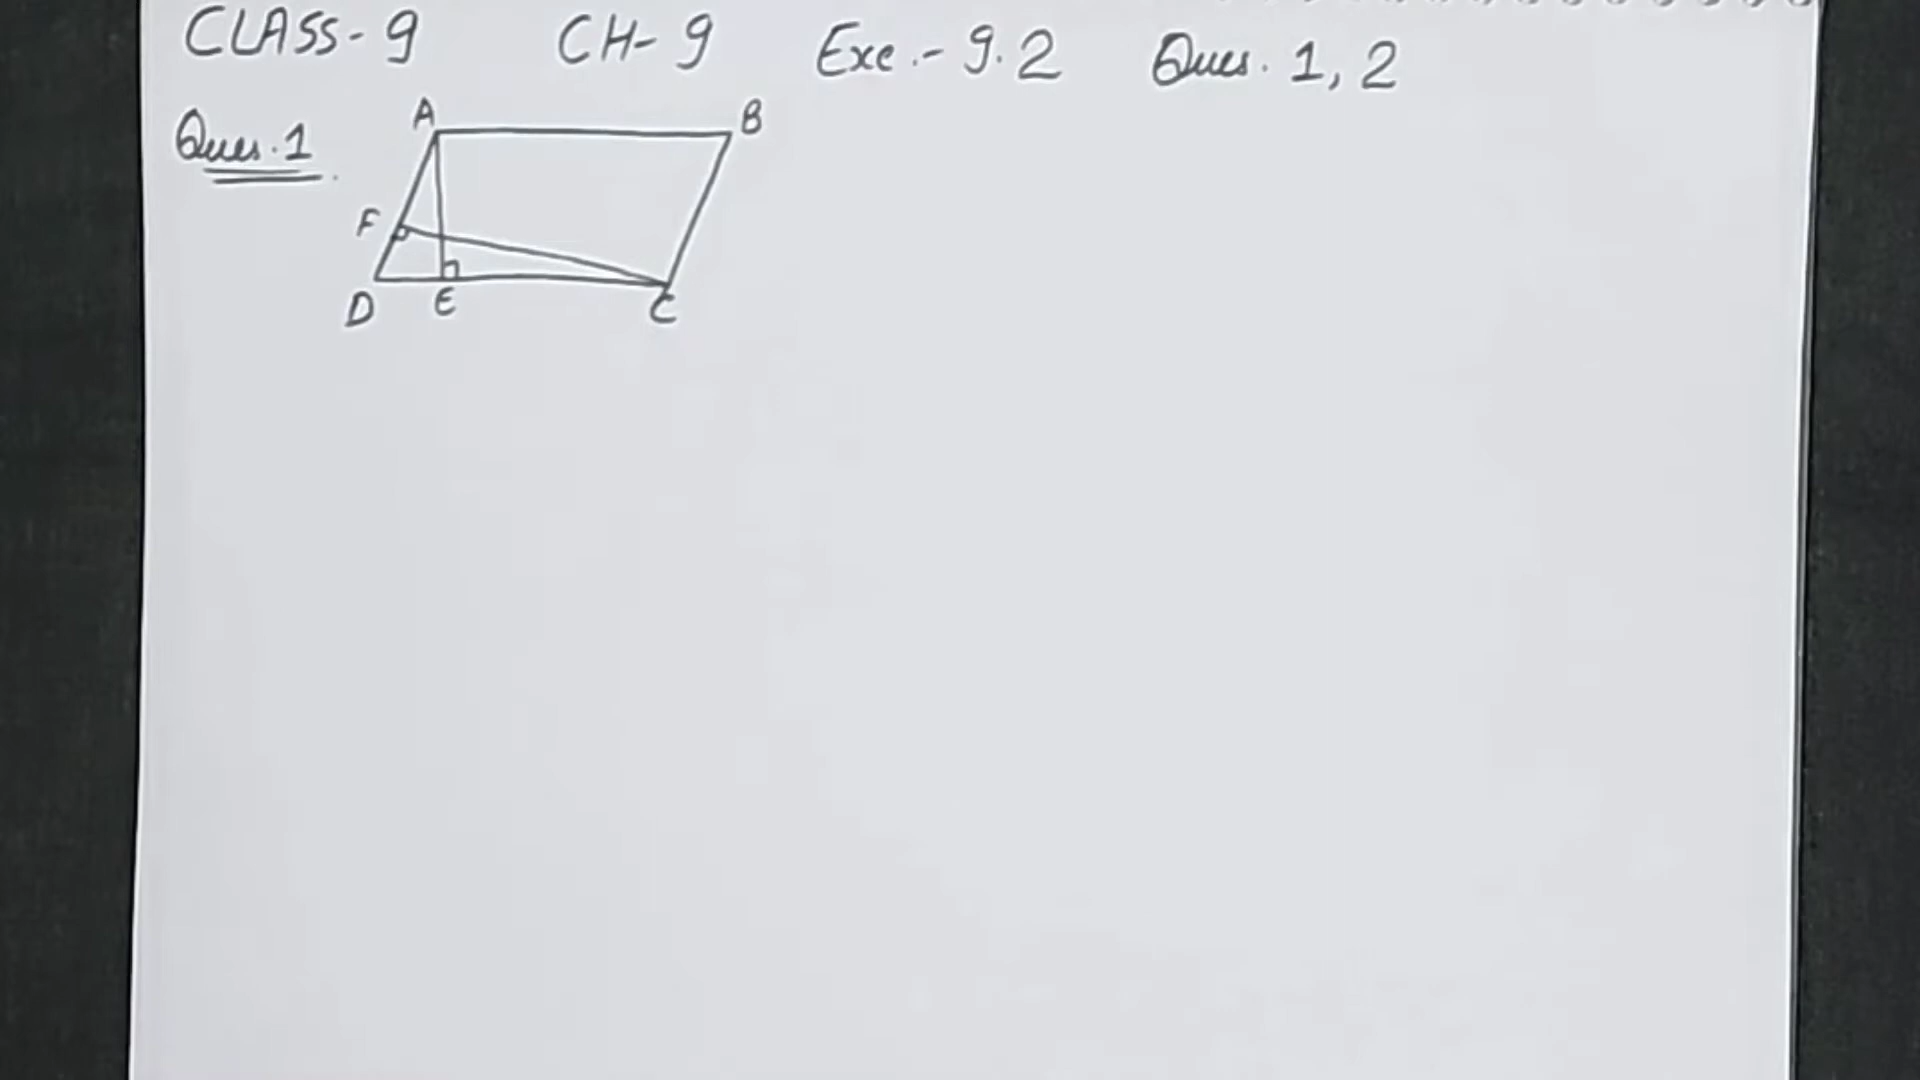 CLASS-9 CH-9 Exe.-9.2 Ques. 1, 2
Ques. 1
A B
F
D E C